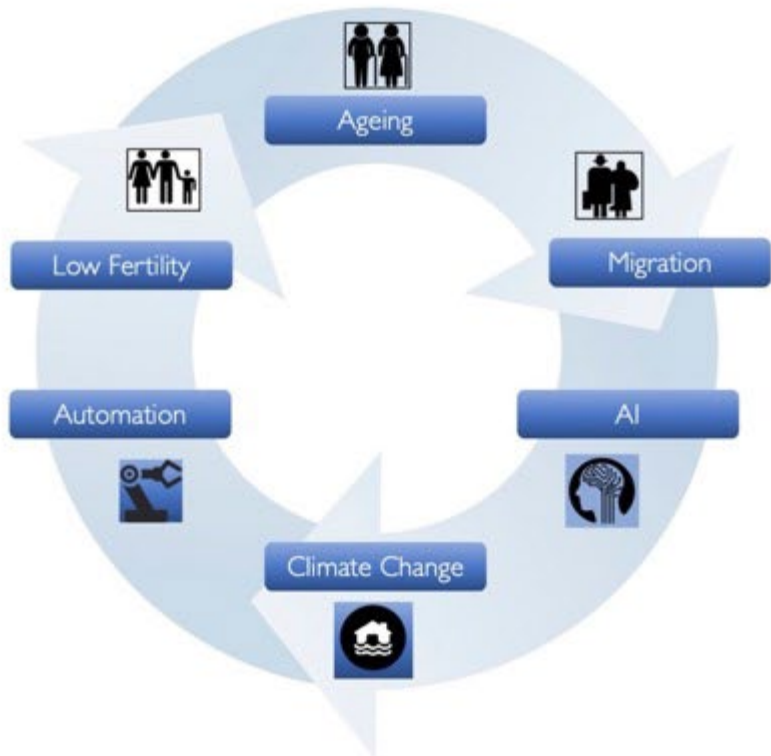 Ageing
Migration
AI
Climate Change
Automation
Low Fertility